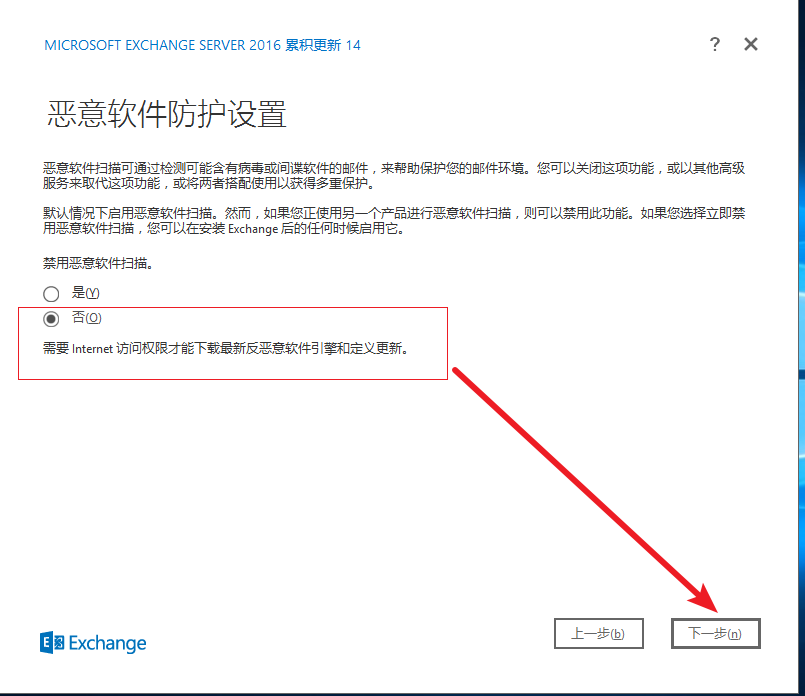 MICROSOFT EXCHANGE SERVER 2016 累积更新 14
?
恶意软件防护设置
恶意软件扫描可通过检测可能含有病毒或间谍软件的邮件，来帮助保护您的邮件环境。您可以关闭这项功能，或以其他高级
服务来取代这项功能，或将两者搭配使用以获得多重保护。
默认情况下启用恶意软件扫描。然而，如果您正使用另一个产品进行恶意软件扫描，则可以禁用此功能。如果您选择立即禁
用恶意软件扫描，您可以在安装 Exchange 后的任何时候启用它。
禁用恶意软件扫描。
是(Y)
否(O)
需要 Internet 访问权限才能下载最新反恶意软件引擎和定义更新。
Exchange
上一步(b)
下一步(n)